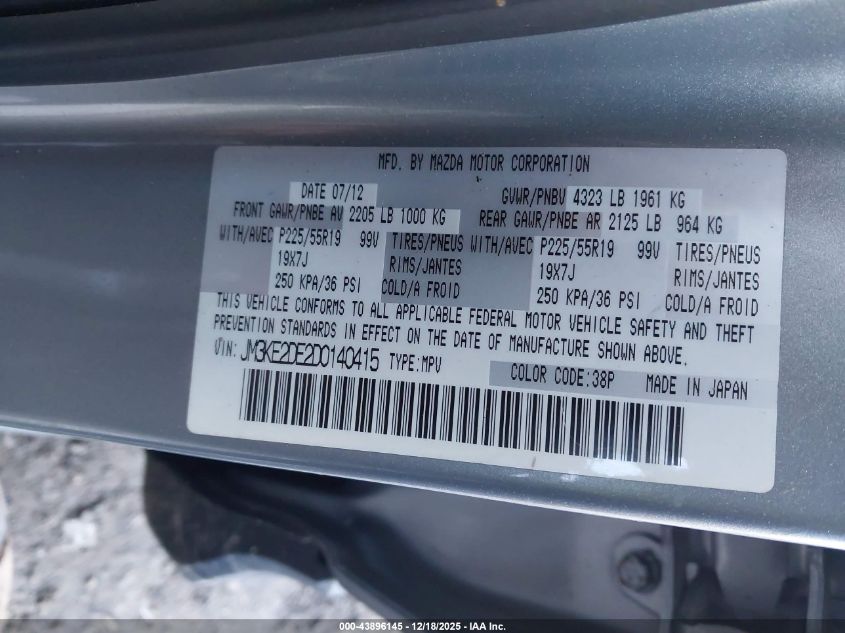 MFD. BY MAZDA MOTOR CORPORATION
DATE 07/12 GVWR/PNBV 4323 LB 1961 KG
FRONT GAWR/PNBE AV 2205 LB 1000 KG REAR GAWR/PNBE AR 2125 LB 964 KG
WITH/AVEC P225/55R19 99V TIRES/PNEUS WITH/AVEC P225/55R19 99V TIRES/PNEUS
19X7J RIMS/JANTES 19X7J RIMS/JANTES
250 KPA/36 PSI COLD/A FROID 250 KPA/36 PSI COLD/A FROID
THIS VEHICLE CONFORMS TO ALL APPLICABLE FEDERAL MOTOR VEHICLE SAFETY AND THEFT
PREVENTION STANDARDS IN EFFECT ON THE DATE OF MANUFACTURE SHOWN ABOVE.
VIN: JM3KE2DE2D0140415 TYPE:MPV
COLOR CODE:38P MADE IN JAPAN
000-43896145 - 12/18/2025 - IAA Inc.